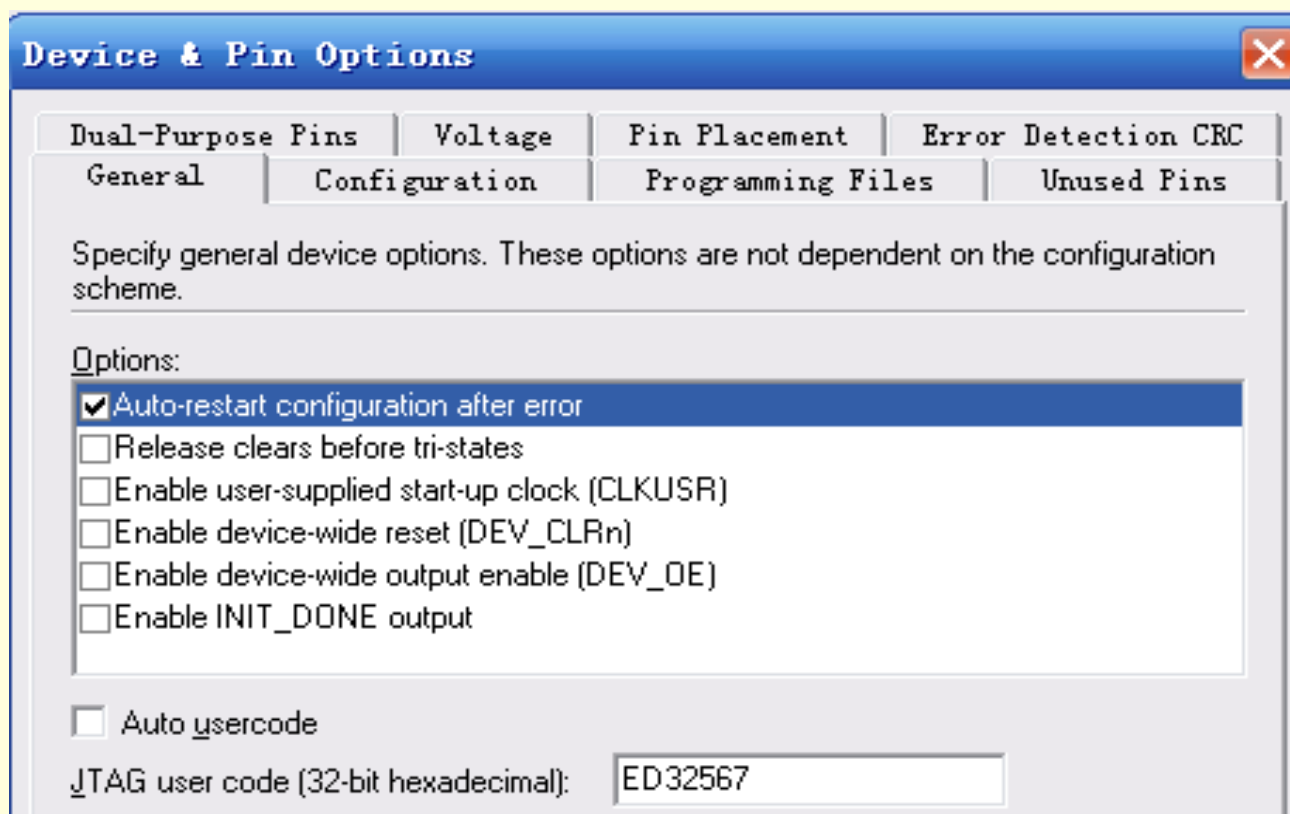 Device & Pin Options
Dual-Purpose Pins Voltage Pin Placement Error Detection CRC
General Configuration Programming Files Unused Pins
Specify general device options. These options are not dependent on the configuration
scheme.
Options:
Auto-restart configuration after error
Release clears before tri-states
Enable user-supplied start-up clock (CLKUSR)
Enable device-wide reset (DEV_CLRn)
Enable device-wide output enable (DEV_OE)
Enable INIT_DONE output
Auto usercode
JTAG user code (32-bit hexadecimal): ED32567